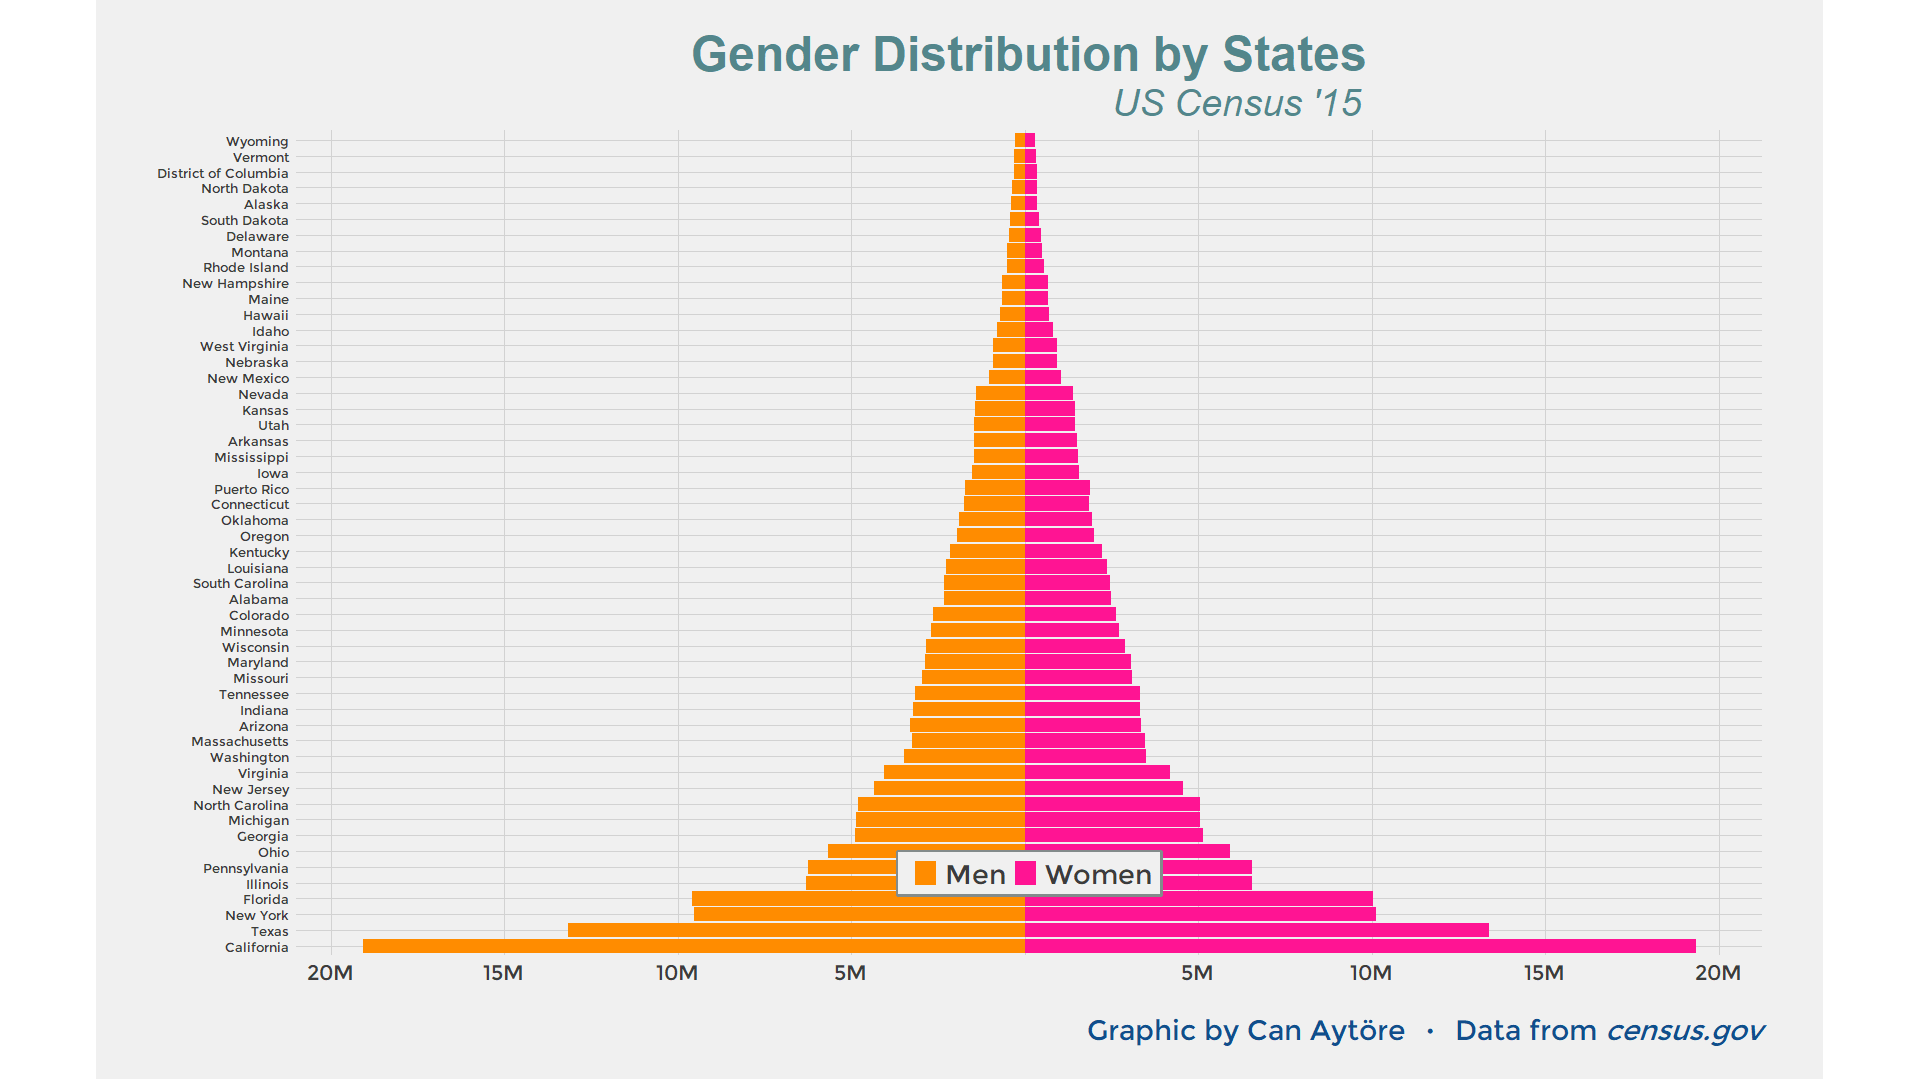 Gender Distribution by States
US Census '15
Wyoming
Vermont
District of Columbia
North Dakota
Alaska
South Dakota
Delaware
Montana
Rhode Island
New Hampshire
Maine
Hawaii
Idaho
West Virginia
Nebraska
New Mexico
Nevada
Kansas
Utah
Arkansas
Mississippi
Iowa
Puerto Rico
Connecticut
Oklahoma
Oregon
Kentucky
Louisiana
South Carolina
Alabama
Colorado
Minnesota
Wisconsin
Maryland
Missouri
Tennessee
Indiana
Arizona
Massachusetts
Washington
Virginia
New Jersey
North Carolina
Michigan
Georgia
Ohio
Pennsylvania
Illinois
Florida
New York
Texas
California
Men Women
20M 15M 10M 5M 5M 10M 15M 20M
Graphic by Can Aytöre • Data from census.gov